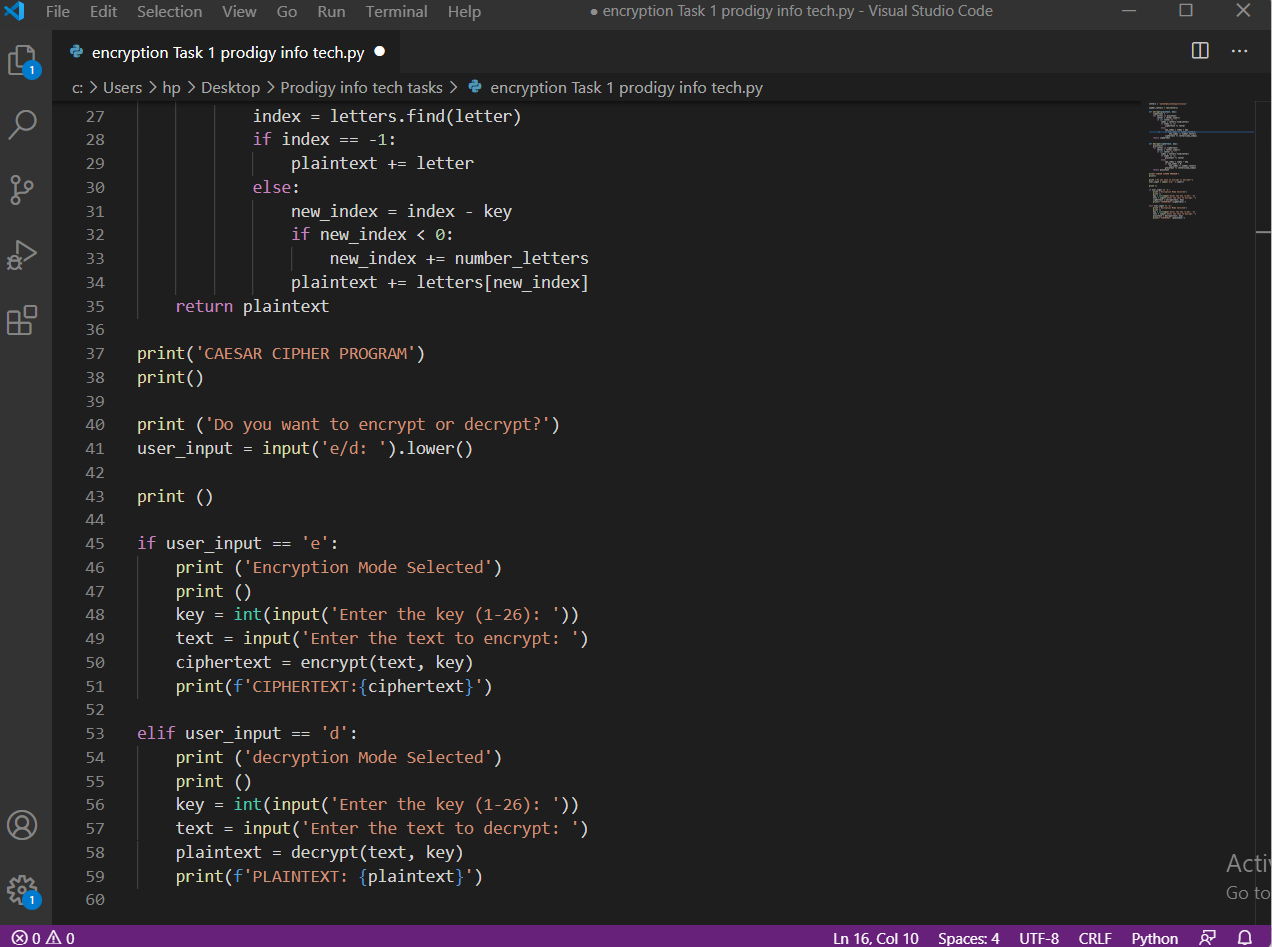 File Edit Selection View Go Run Terminal Help ● encryption Task 1 prodigy info tech.py - Visual Studio Code
encryption Task 1 prodigy info tech.py ●
c: > Users > hp > Desktop > Prodigy info tech tasks > encryption Task 1 prodigy info tech.py
27 index = letters.find(letter)
28 if index == -1:
29 plaintext += letter
30 else:
31 new_index = index - key
32 if new_index < 0:
33 new_index += number_letters
34 plaintext += letters[new_index]
35 return plaintext
36
37 print('CAESAR CIPHER PROGRAM')
38 print()
39
40 print ('Do you want to encrypt or decrypt?')
41 user_input = input('e/d: ').lower()
42
43 print ()
44
45 if user_input == 'e':
46 print ('Encryption Mode Selected')
47 print ()
48 key = int(input('Enter the key (1-26): '))
49 text = input('Enter the text to encrypt: ')
50 ciphertext = encrypt(text, key)
51 print(f'CIPHERTEXT:{ciphertext}')
52
53 elif user_input == 'd':
54 print ('decryption Mode Selected')
55 print ()
56 key = int(input('Enter the key (1-26): '))
57 text = input('Enter the text to decrypt: ')
58 plaintext = decrypt(text, key)
59 print(f'PLAINTEXT: {plaintext}')
60
1
1
Activ
Go to
0 0 Ln 16, Col 10 Spaces: 4 UTF-8 CRLF Python